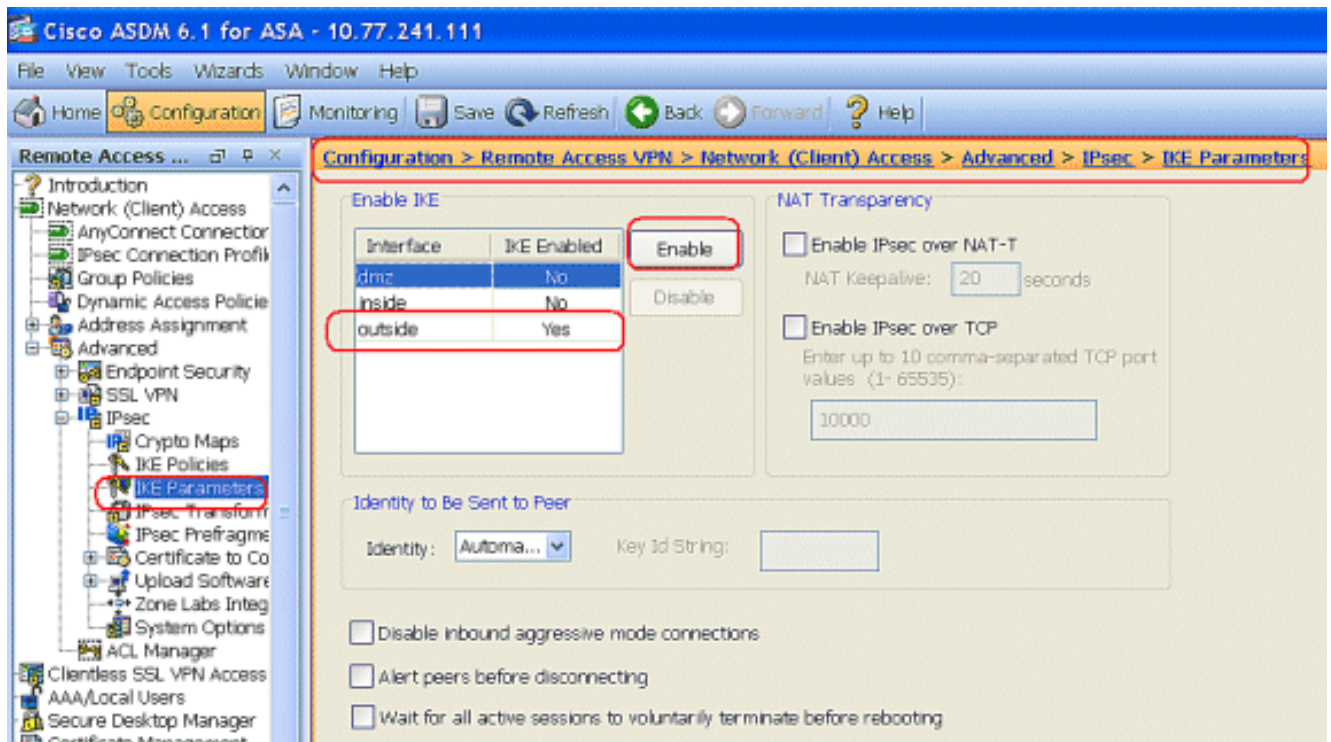 Cisco ASDM 6.1 for ASA - 10.77.241.111
File View Tools Wizards Window Help
Home Configuration Monitoring Save Refresh Back Forward Help
Remote Access ...
Configuration > Remote Access VPN > Network (Client) Access > Advanced > IPsec > IKE Parameters
Introduction
Network (Client) Access
AnyConnect Connection
IPsec Connection Profil
Group Policies
Dynamic Access Policie
Address Assignment
Advanced
Endpoint Security
SSL VPN
IPsec
Crypto Maps
IKE Policies
IKE Parameters
IPsec Transform
IPsec Prefragme
Certificate to Co
Upload Software
Zone Labs Integ
System Options
ACL Manager
Clientless SSL VPN Access
AAA/Local Users
Secure Desktop Manager
Certificate Management
Enable IKE
Interface IKE Enabled
dmz No
inside No
outside Yes
Enable
Disable
NAT Transparency
Enable IPsec over NAT-T
NAT Keepalive: 20 seconds
Enable IPsec over TCP
Enter up to 10 comma-separated TCP port
values (1- 65535):
10000
Identity to Be Sent to Peer
Identity: Automa... Key Id String:
Disable inbound aggressive mode connections
Alert peers before disconnecting
Wait for all active sessions to voluntarily terminate before rebooting